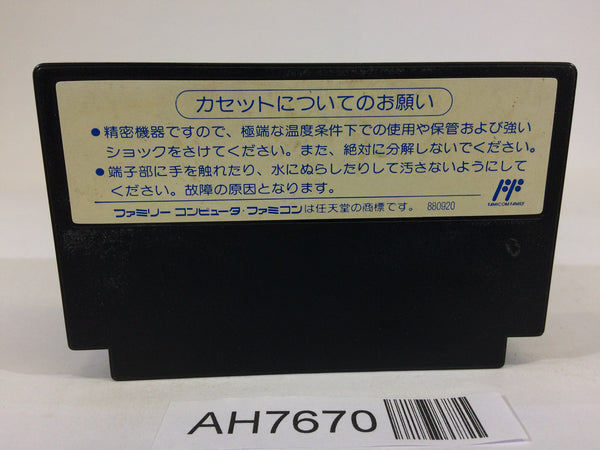 カセットについてのお願い
●精密機器ですので、極端な温度条件下での使用や保管および強い
ショックをさけてください。また、絶対に分解しないでください。
●端子部に手を触れたり、水にぬらしたりして汚さないようにして
ください。故障の原因となります。
FAMICOM FAMILY
ファミリー コンピュータ・ファミコンは任天堂の商標です。 880920
AH7670